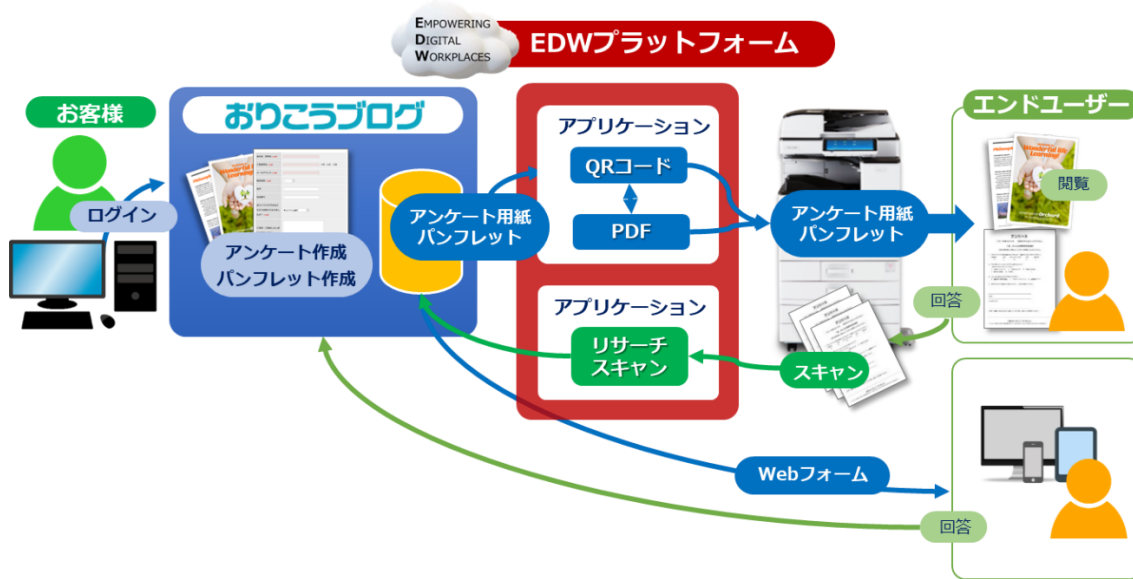 EMPOWERING
DIGITAL
WORKPLACES
EDWプラットフォーム
お客様
ログイン
おりこうブログ
アンケート作成
パンフレット作成
アンケート用紙
パンフレット
アプリケーション
QRコード
PDF
アプリケーション
リサーチ
スキャン
アンケート用紙
パンフレット
スキャン
エンドユーザー
閲覧
回答
Webフォーム
回答